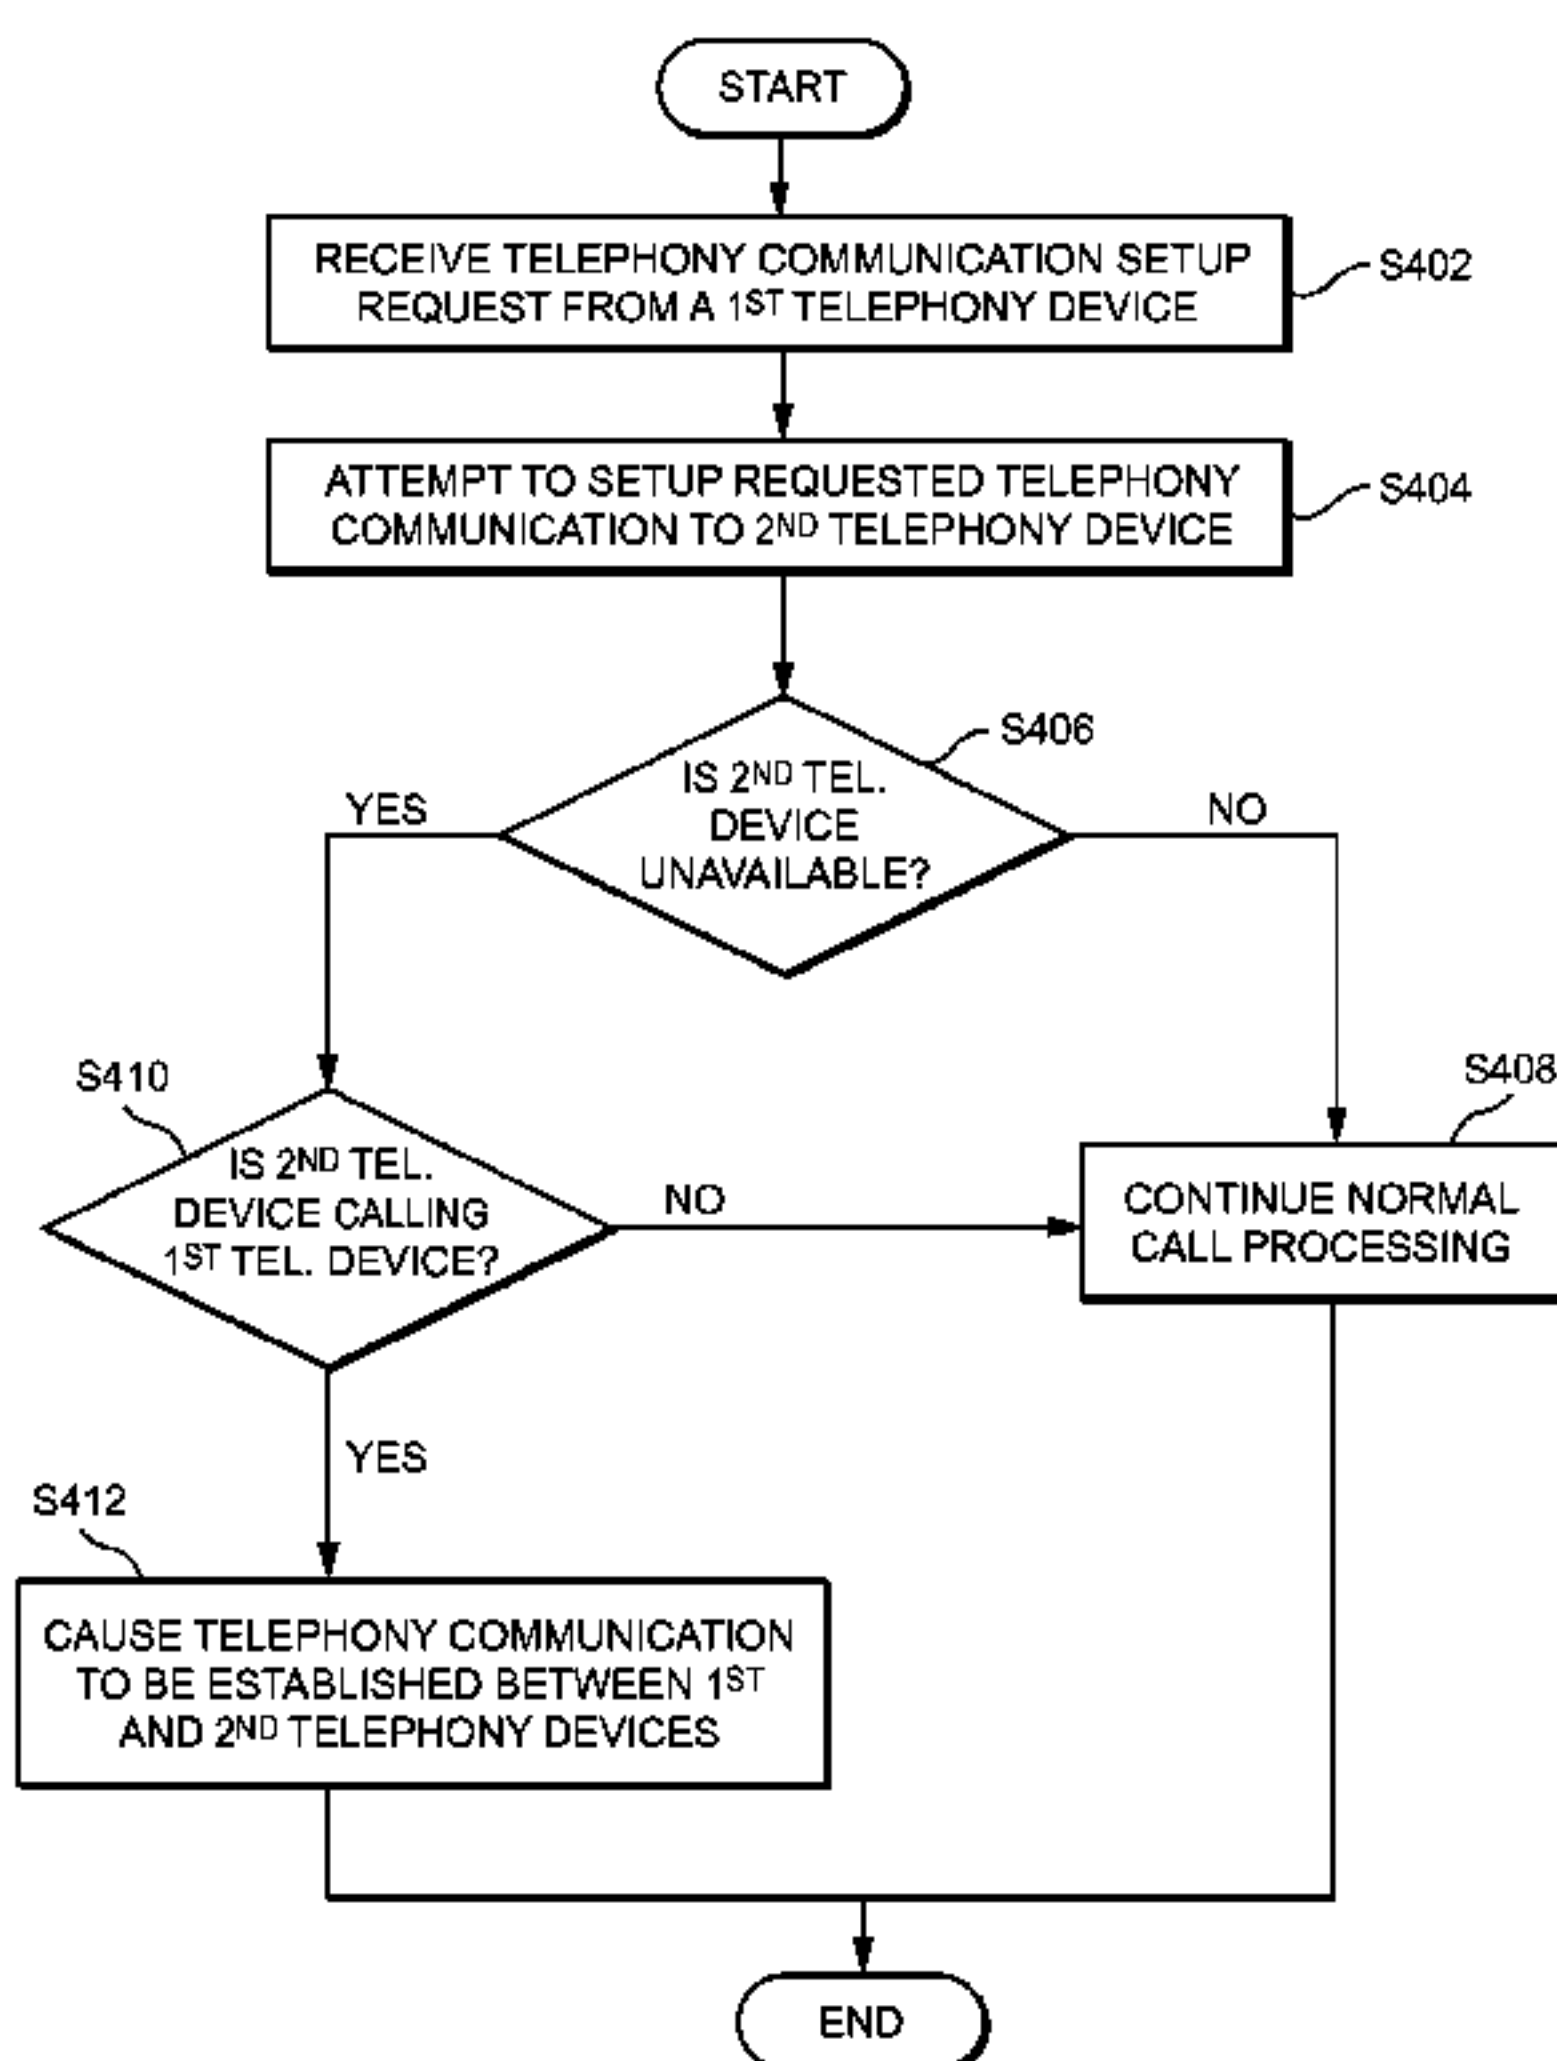 START
RECEIVE TELEPHONY COMMUNICATION SETUP
REQUEST FROM A 1ST TELEPHONY DEVICE
S402
ATTEMPT TO SETUP REQUESTED TELEPHONY
COMMUNICATION TO 2ND TELEPHONY DEVICE
S404
S406
IS 2ND TEL.
DEVICE
UNAVAILABLE?
YES
NO
S410
IS 2ND TEL.
DEVICE CALLING
1ST TEL. DEVICE?
NO
S408
CONTINUE NORMAL
CALL PROCESSING
YES
S412
CAUSE TELEPHONY COMMUNICATION
TO BE ESTABLISHED BETWEEN 1ST
AND 2ND TELEPHONY DEVICES
END